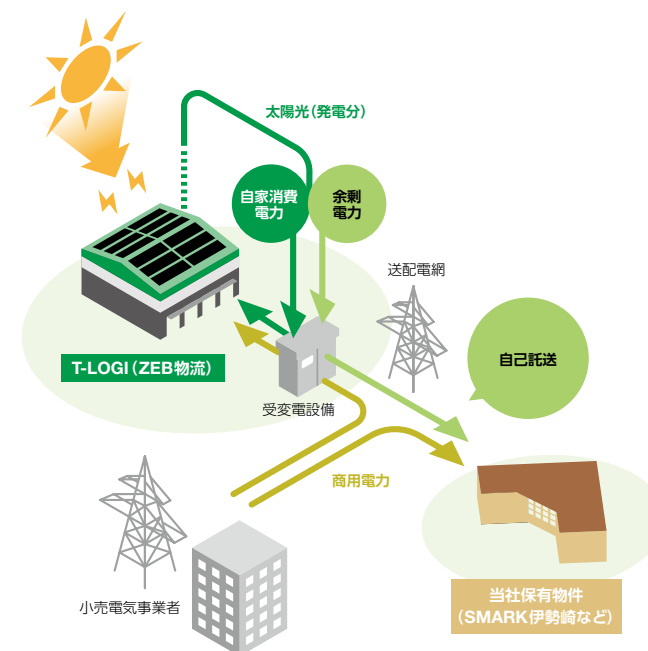 太陽光（発電分）
自家消費
電力
余剰
電力
送配電網
自己託送
T-LOGI（ZEB物流）
受変電設備
商用電力
小売電気事業者
当社保有物件
（SMARK伊勢崎など）